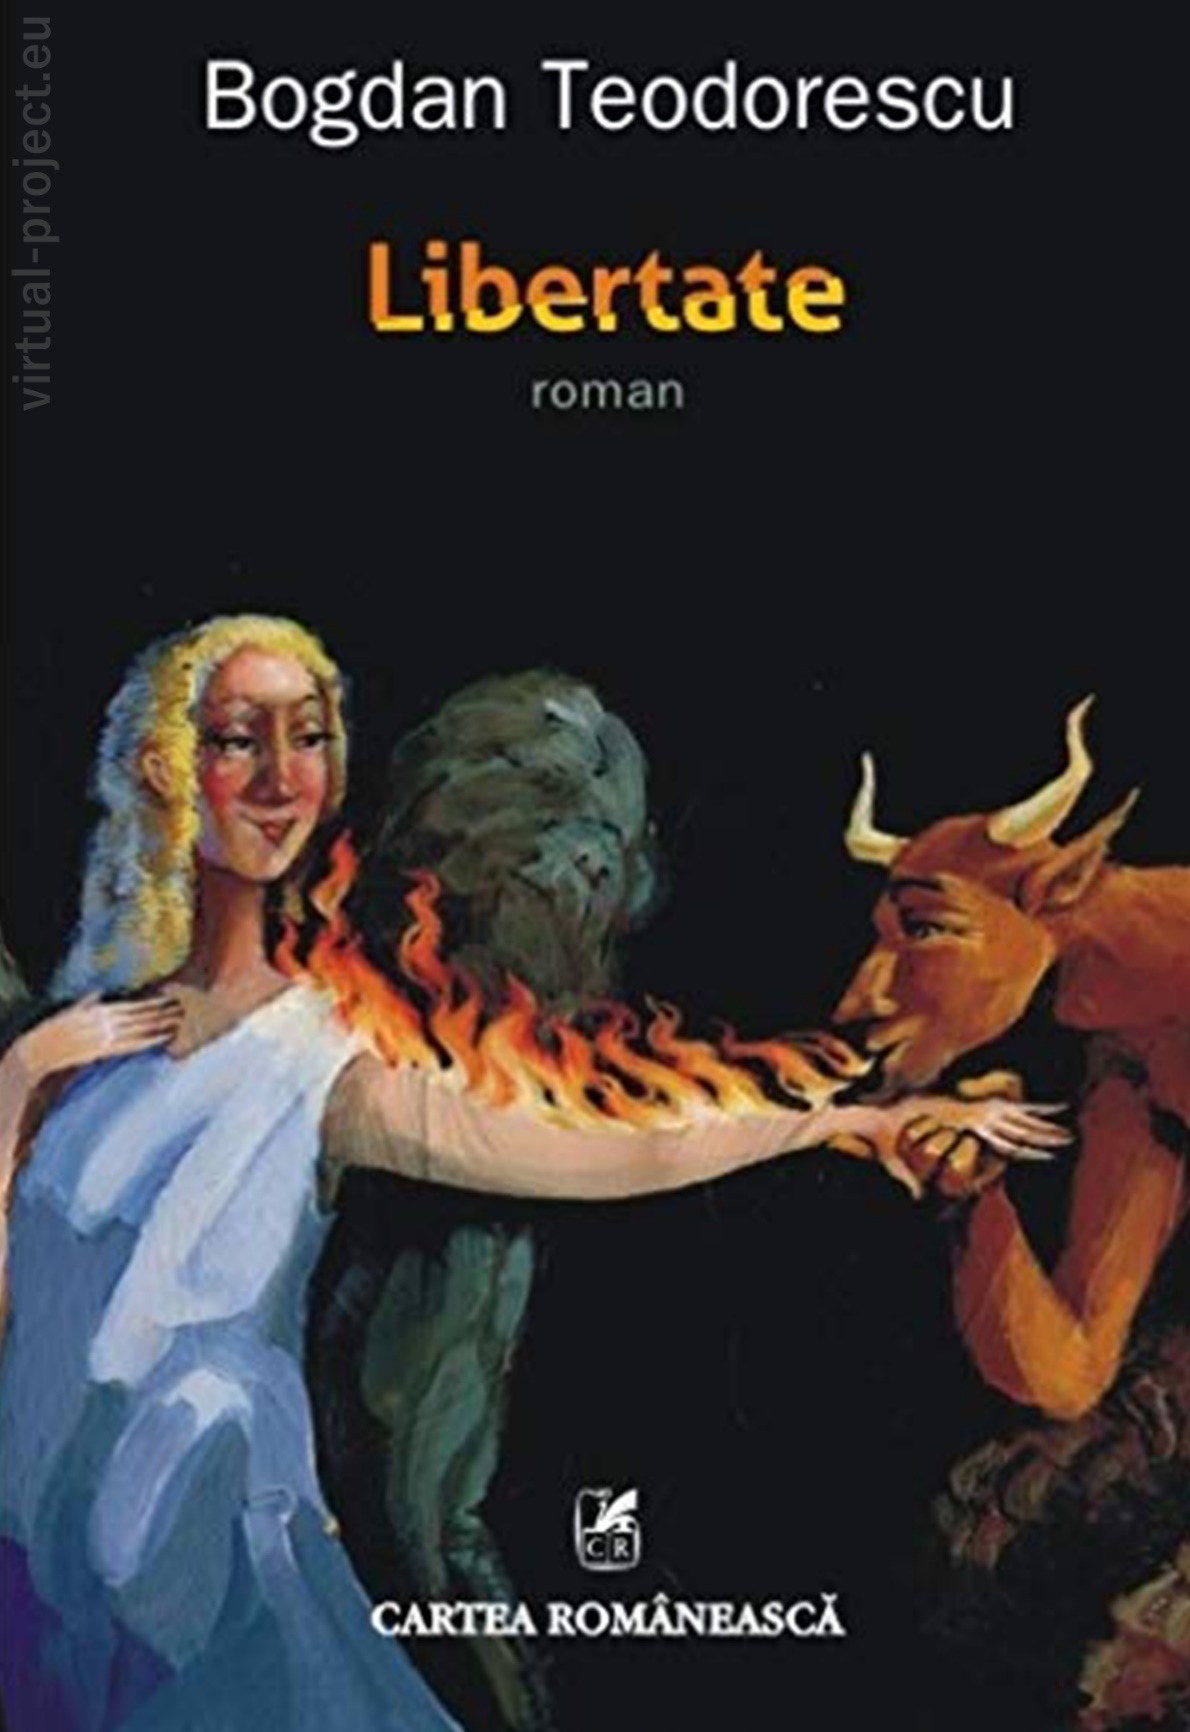 virtual-project.eu
Bogdan Teodorescu
Libertate
roman
CR
CARTEA ROMÂNEASCĂ